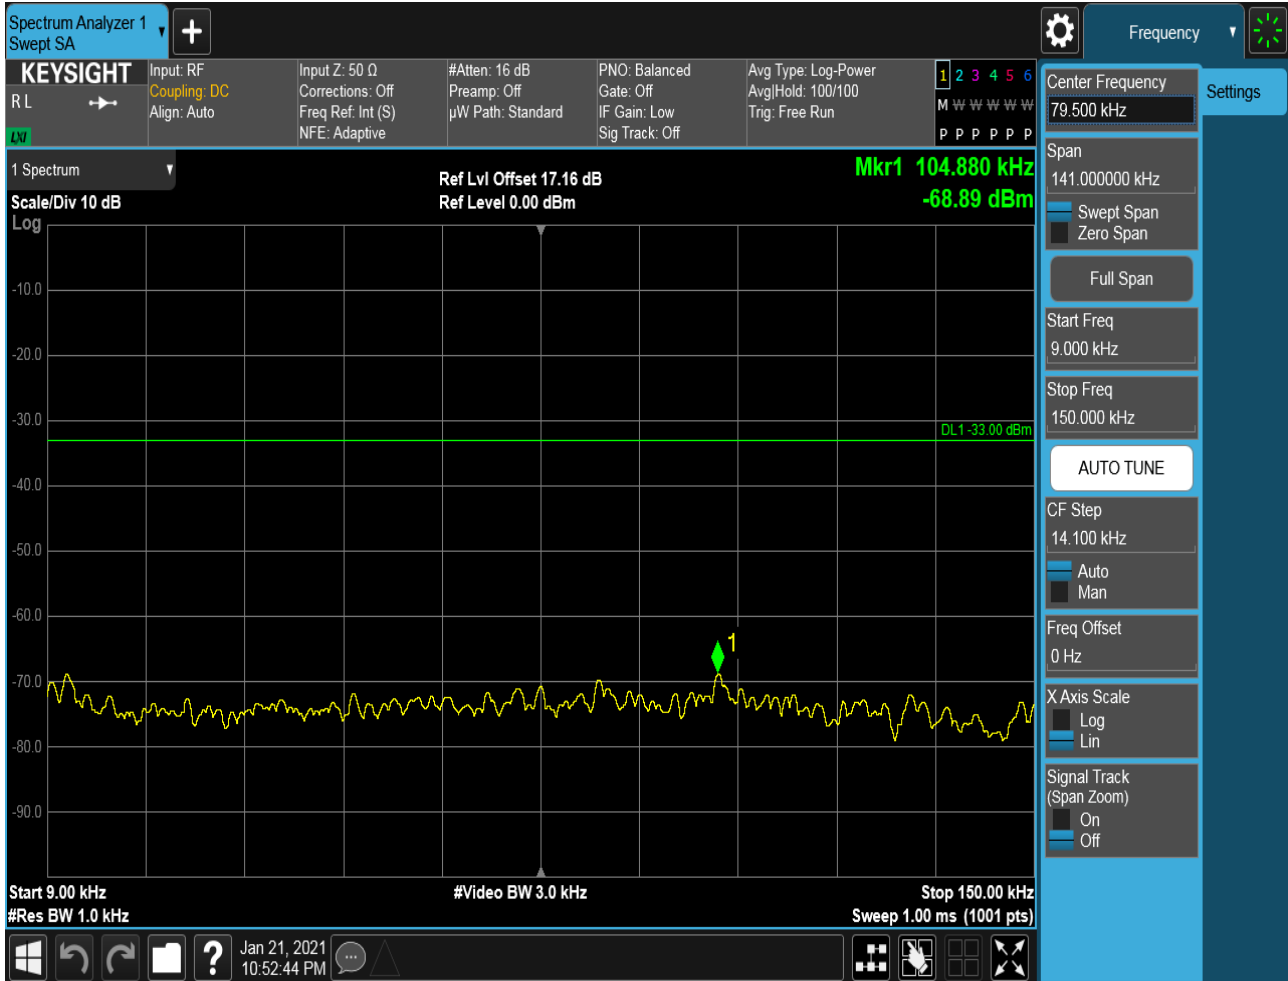 Spectrum Analyzer 1
Swept SA
Frequency
KEYSIGHT
R L
LXI
Input: RF
Coupling: DC
Align: Auto
Input Z: 50 Ω
Corrections: Off
Freq Ref: Int (S)
NFE: Adaptive
#Atten: 16 dB
Preamp: Off
µW Path: Standard
PNO: Balanced
Gate: Off
IF Gain: Low
Sig Track: Off
Avg Type: Log-Power
Avg|Hold: 100/100
Trig: Free Run
1 2 3 4 5 6
M W W W W W
P P P P P P
1 Spectrum
Scale/Div 10 dB
Log
Ref Lvl Offset 17.16 dB
Ref Level 0.00 dBm
Mkr1 104.880 kHz
-68.89 dBm
-10.0
-20.0
-30.0
DL1 -33.00 dBm
-40.0
-50.0
-60.0
1
-70.0
-80.0
-90.0
Start 9.00 kHz
#Video BW 3.0 kHz
Stop 150.00 kHz
#Res BW 1.0 kHz
Sweep 1.00 ms (1001 pts)
Center Frequency
79.500 kHz
Settings
Span
141.000000 kHz
Swept Span
Zero Span
Full Span
Start Freq
9.000 kHz
Stop Freq
150.000 kHz
AUTO TUNE
CF Step
14.100 kHz
Auto
Man
Freq Offset
0 Hz
X Axis Scale
Log
Lin
Signal Track
(Span Zoom)
On
Off
?
Jan 21, 2021
10:52:44 PM